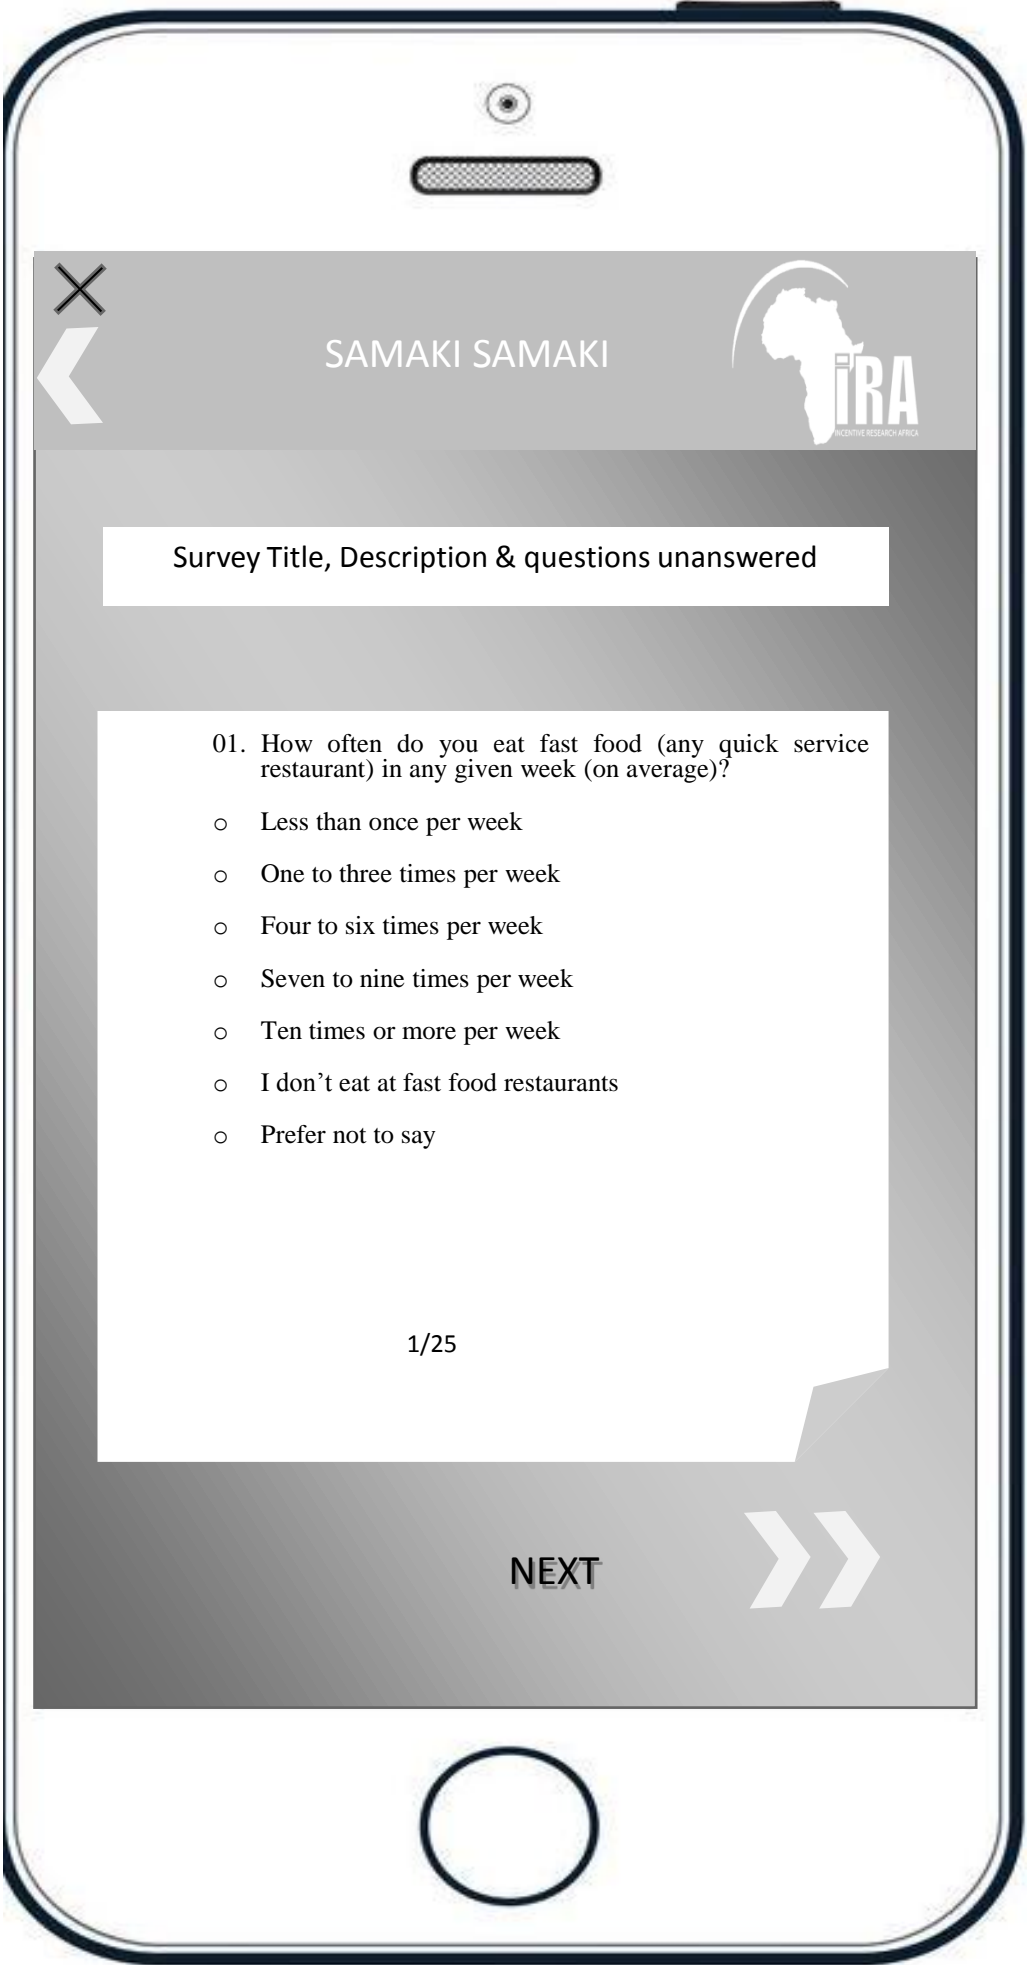 SAMAKI SAMAKI
iRA
INCENTIVE RESEARCH AFRICA
Survey Title, Description & questions unanswered
01. How often do you eat fast food (any quick service
restaurant) in any given week (on average)?
o Less than once per week
o One to three times per week
o Four to six times per week
o Seven to nine times per week
o Ten times or more per week
o I don’t eat at fast food restaurants
o Prefer not to say
1/25
NEXT